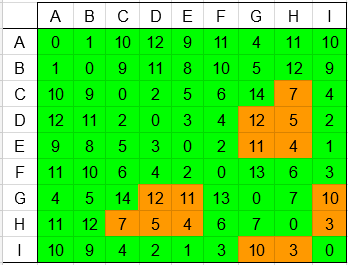 A B C D E F G H I
A 0 1 10 12 9 11 4 11 10
B 1 0 9 11 8 10 5 12 9
C 10 9 0 2 5 6 14 7 4
D 12 11 2 0 3 4 12 5 2
E 9 8 5 3 0 2 11 4 1
F 11 10 6 4 2 0 13 6 3
G 4 5 14 12 11 13 0 7 10
H 11 12 7 5 4 6 7 0 3
I 10 9 4 2 1 3 10 3 0